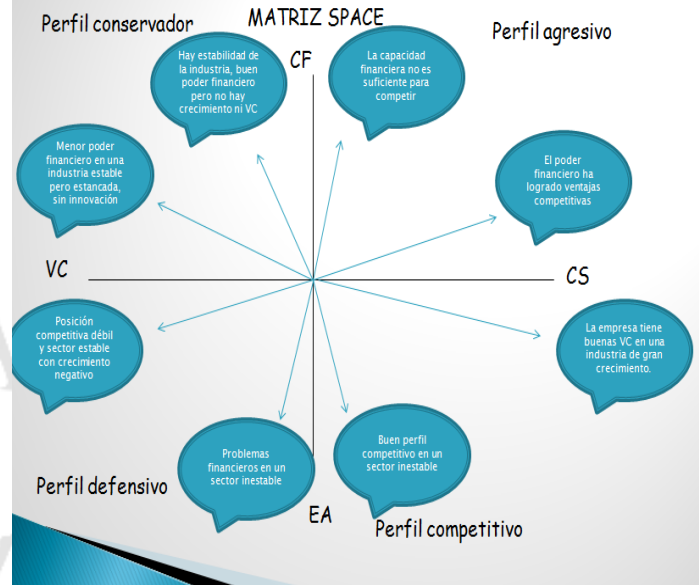 MATRIZ SPACE
Perfil conservador
Perfil agresivo
CF
Hay estabilidad de
la industria, buen
poder financiero
pero no hay
crecimiento ni VC
La capacidad
financiera no es
suficiente para
competir
Menor poder
financiero en una
industria estable
pero estancada,
sin innovación
El poder
financiero ha
logrado ventajas
competitivas
VC
CS
Posición
competitiva débil
y sector estable
con crecimiento
negativo
La empresa tiene
buenas VC en una
industria de gran
crecimiento.
Problemas
financieros en un
sector inestable
Buen perfil
competitivo en un
sector inestable
Perfil defensivo
EA
Perfil competitivo